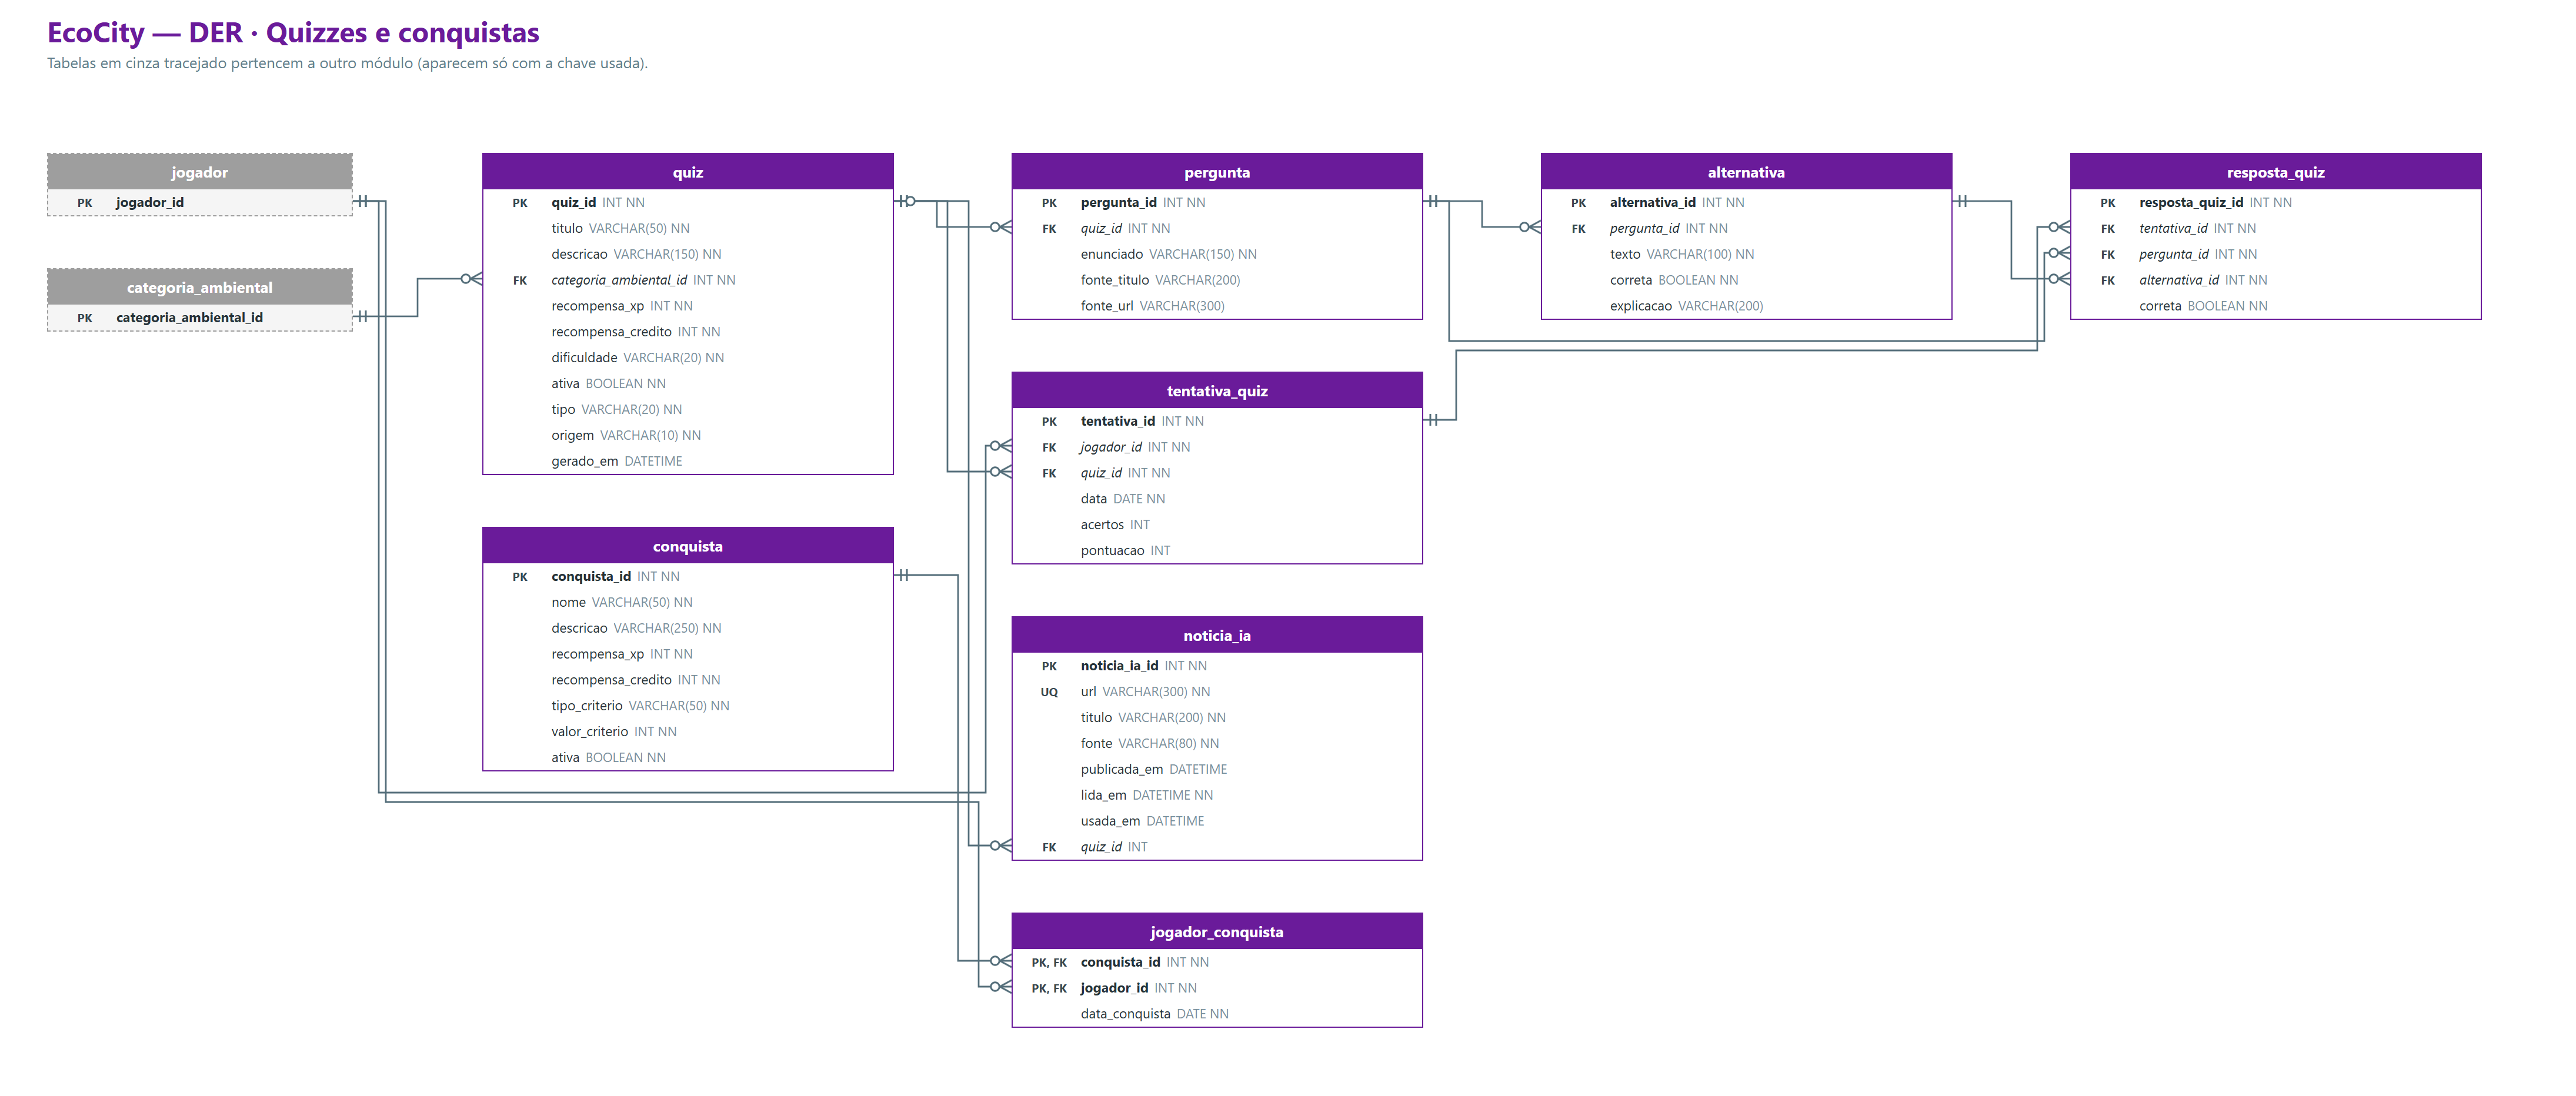 EcoCity — DER · Quizzes e conquistas
Tabelas em cinza tracejado pertencem a outro módulo (aparecem só com a chave usada).
jogador
PK jogador_id
categoria_ambiental
PK categoria_ambiental_id
quiz
PK quiz_id INT NN
titulo VARCHAR(50) NN
descricao VARCHAR(150) NN
FK categoria_ambiental_id INT NN
recompensa_xp INT NN
recompensa_credito INT NN
dificuldade VARCHAR(20) NN
ativa BOOLEAN NN
tipo VARCHAR(20) NN
origem VARCHAR(10) NN
gerado_em DATETIME
conquista
PK conquista_id INT NN
nome VARCHAR(50) NN
descricao VARCHAR(250) NN
recompensa_xp INT NN
recompensa_credito INT NN
tipo_criterio VARCHAR(50) NN
valor_criterio INT NN
ativa BOOLEAN NN
pergunta
PK pergunta_id INT NN
FK quiz_id INT NN
enunciado VARCHAR(150) NN
fonte_titulo VARCHAR(200)
fonte_url VARCHAR(300)
tentativa_quiz
PK tentativa_id INT NN
FK jogador_id INT NN
FK quiz_id INT NN
data DATE NN
acertos INT
pontuacao INT
noticia_ia
PK noticia_ia_id INT NN
UQ url VARCHAR(300) NN
titulo VARCHAR(200) NN
fonte VARCHAR(80) NN
publicada_em DATETIME
lida_em DATETIME NN
usada_em DATETIME
FK quiz_id INT
jogador_conquista
PK, FK conquista_id INT NN
PK, FK jogador_id INT NN
data_conquista DATE NN
alternativa
PK alternativa_id INT NN
FK pergunta_id INT NN
texto VARCHAR(100) NN
correta BOOLEAN NN
explicacao VARCHAR(200)
resposta_quiz
PK resposta_quiz_id INT NN
FK tentativa_id INT NN
FK pergunta_id INT NN
FK alternativa_id INT NN
correta BOOLEAN NN